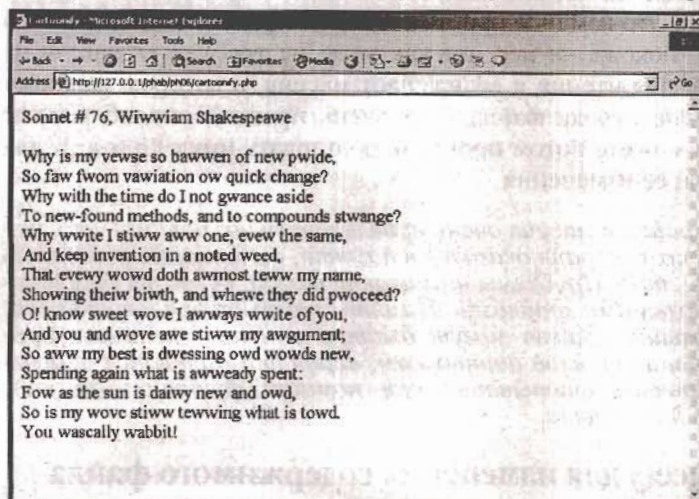 Cartoonify - Microsoft Internet Explorer
File Edit View Favorites Tools Help
Back Search Favorites Media
Address http://127.0.0.1/phab/ph06/cartoonify.php Go
Sonnet # 76, Wiwwiam Shakespeawe
Why is my vewse so bawwen of new pwide,
So faw fwom vawiation ow quick change?
Why with the time do I not gwance aside
To new-found methods, and to compounds stwange?
Why wwite I stiww aww one, evew the same,
And keep invention in a noted weed,
That evewy wowd doth awmost teww my name,
Showing theiw biwth, and whewe they did pwoceed?
O! know sweet wove I awways wwite of you,
And you and wove awe stiww my awgument;
So aww my best is dwessing owd wowds new,
Spending again what is awweady spent:
Fow as the sun is daiwy new and owd,
So is my wove stiww tewwing what is towd.
You wascally wabbit!